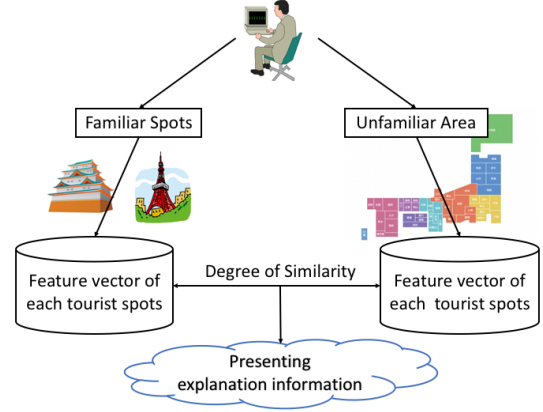 Familiar Spots
Unfamiliar Area
Degree of Similarity
Feature vector of
each tourist spots
Feature vector of
each tourist spots
Presenting
explanation information